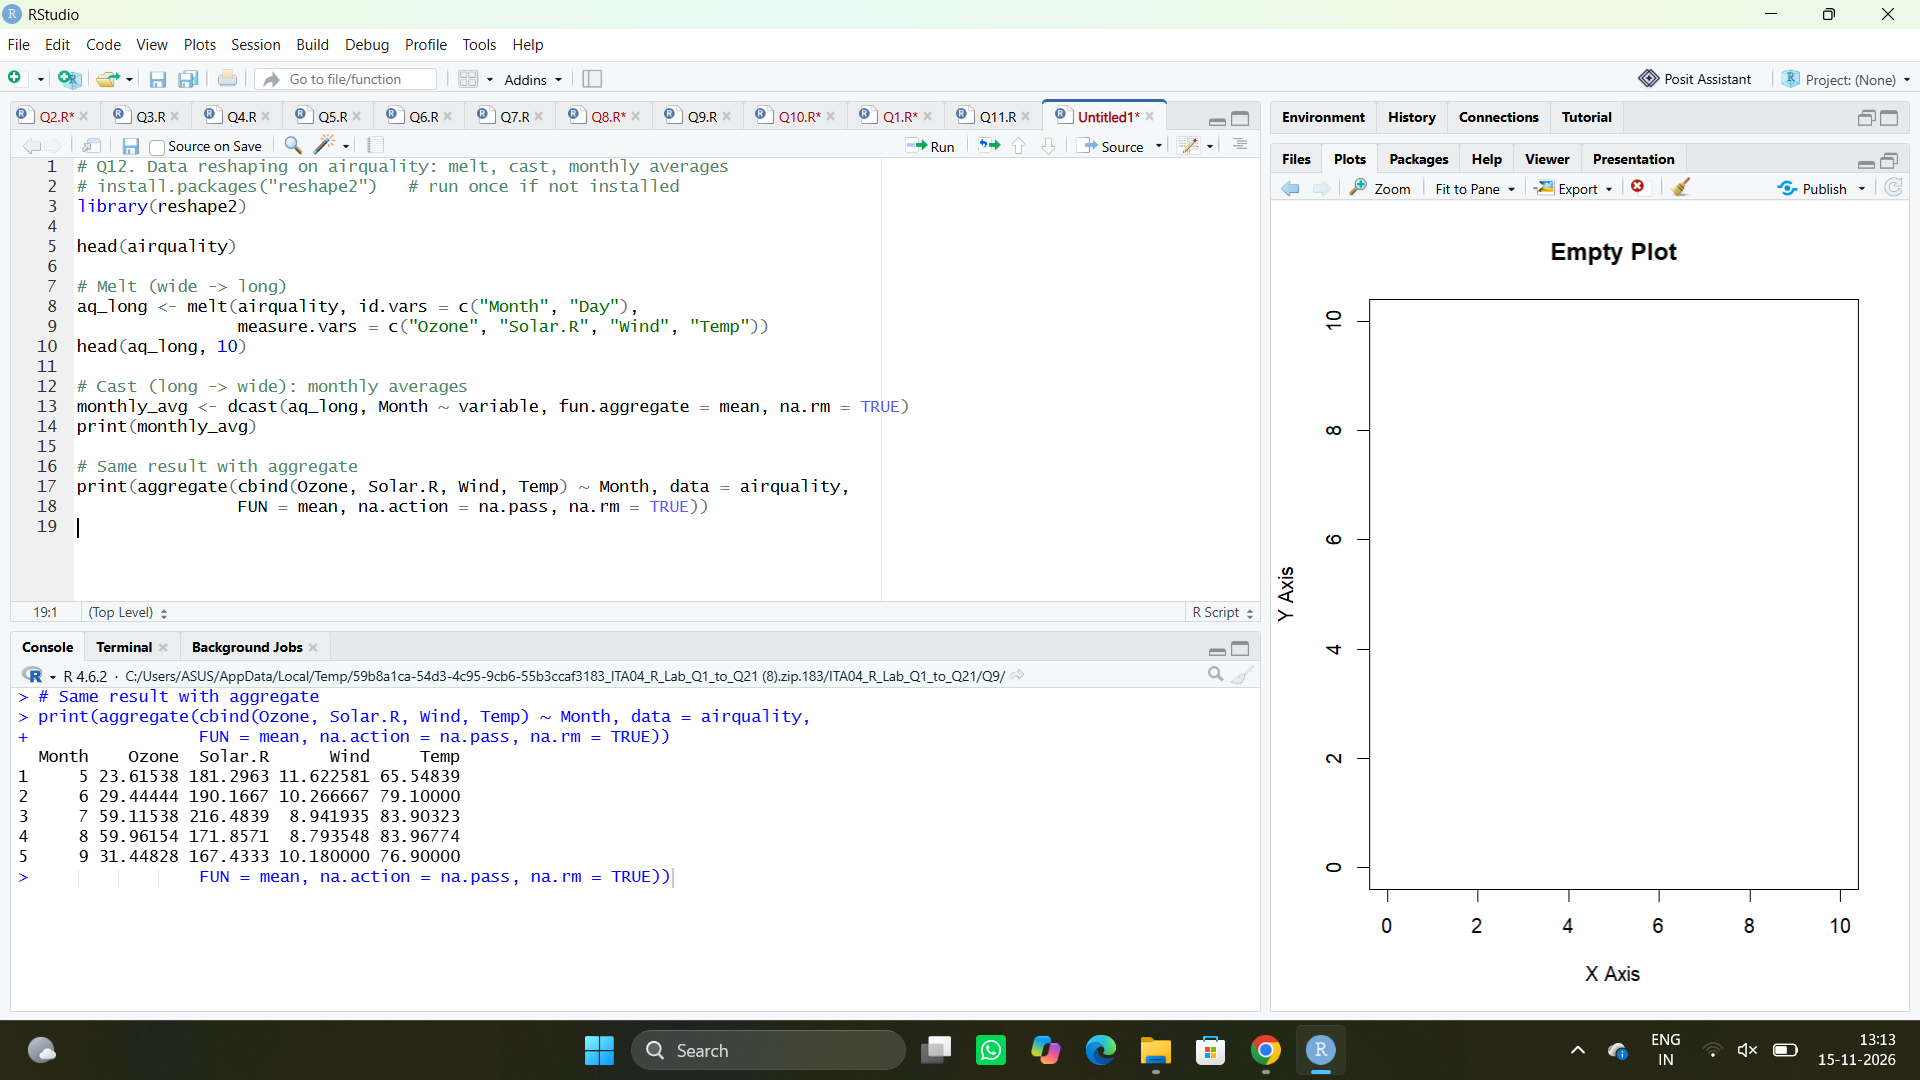 RStudio
File Edit Code View Plots Session Build Debug Profile Tools Help
Go to file/function Addins Posit Assistant Project: (None)
Q2.R* Q3.R Q4.R Q5.R Q6.R Q7.R Q8.R* Q9.R Q10.R* Q1.R* Q11.R Untitled1*
Source on Save Run Source
1 # Q12. Data reshaping on airquality: melt, cast, monthly averages
2 # install.packages("reshape2")   # run once if not installed
3 library(reshape2)
4
5 head(airquality)
6
7 # Melt (wide -> long)
8 aq_long <- melt(airquality, id.vars = c("Month", "Day"),
9                 measure.vars = c("Ozone", "Solar.R", "Wind", "Temp"))
10 head(aq_long, 10)
11
12 # Cast (long -> wide): monthly averages
13 monthly_avg <- dcast(aq_long, Month ~ variable, fun.aggregate = mean, na.rm = TRUE)
14 print(monthly_avg)
15
16 # Same result with aggregate
17 print(aggregate(cbind(Ozone, Solar.R, Wind, Temp) ~ Month, data = airquality,
18                 FUN = mean, na.action = na.pass, na.rm = TRUE))
19
19:1 (Top Level) R Script
Console Terminal Background Jobs
R 4.6.2 · C:/Users/ASUS/AppData/Local/Temp/59b8a1ca-54d3-4c95-9cb6-55b3ccaf3183_ITA04_R_Lab_Q1_to_Q21 (8).zip.183/ITA04_R_Lab_Q1_to_Q21/Q9/
> # Same result with aggregate
> print(aggregate(cbind(Ozone, Solar.R, Wind, Temp) ~ Month, data = airquality,
+                 FUN = mean, na.action = na.pass, na.rm = TRUE))
  Month    Ozone  Solar.R      Wind     Temp
1     5 23.61538 181.2963 11.622581 65.54839
2     6 29.44444 190.1667 10.266667 79.10000
3     7 59.11538 216.4839  8.941935 83.90323
4     8 59.96154 171.8571  8.793548 83.96774
5     9 31.44828 167.4333 10.180000 76.90000
>                 FUN = mean, na.action = na.pass, na.rm = TRUE))
Environment History Connections Tutorial
Files Plots Packages Help Viewer Presentation
Zoom Fit to Pane Export Publish
Empty Plot
10
8
6
4
2
0
Y Axis
0 2 4 6 8 10
X Axis
Search
ENG
IN
13:13
15-11-2026